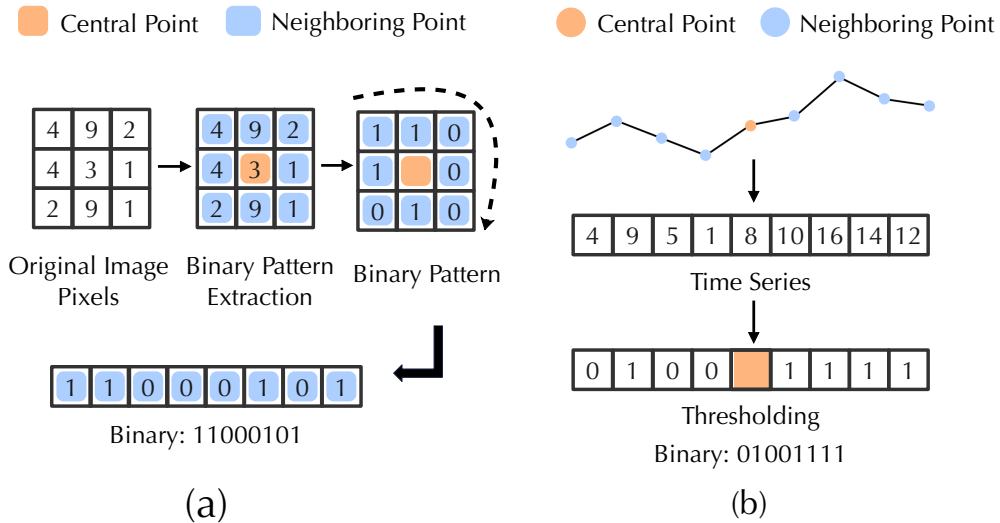 Central Point Neighboring Point
4 9 2
4 3 1
2 9 1
Original Image
Pixels
4 9 2
4 3 1
2 9 1
Binary Pattern
Extraction
1 1 0
1 0
0 1 0
Binary Pattern
1 1 0 0 0 1 0 1
Binary: 11000101
(a)
Central Point Neighboring Point
4 9 5 1 8 10 16 14 12
Time Series
0 1 0 0 1 1 1 1
Thresholding
Binary: 01001111
(b)